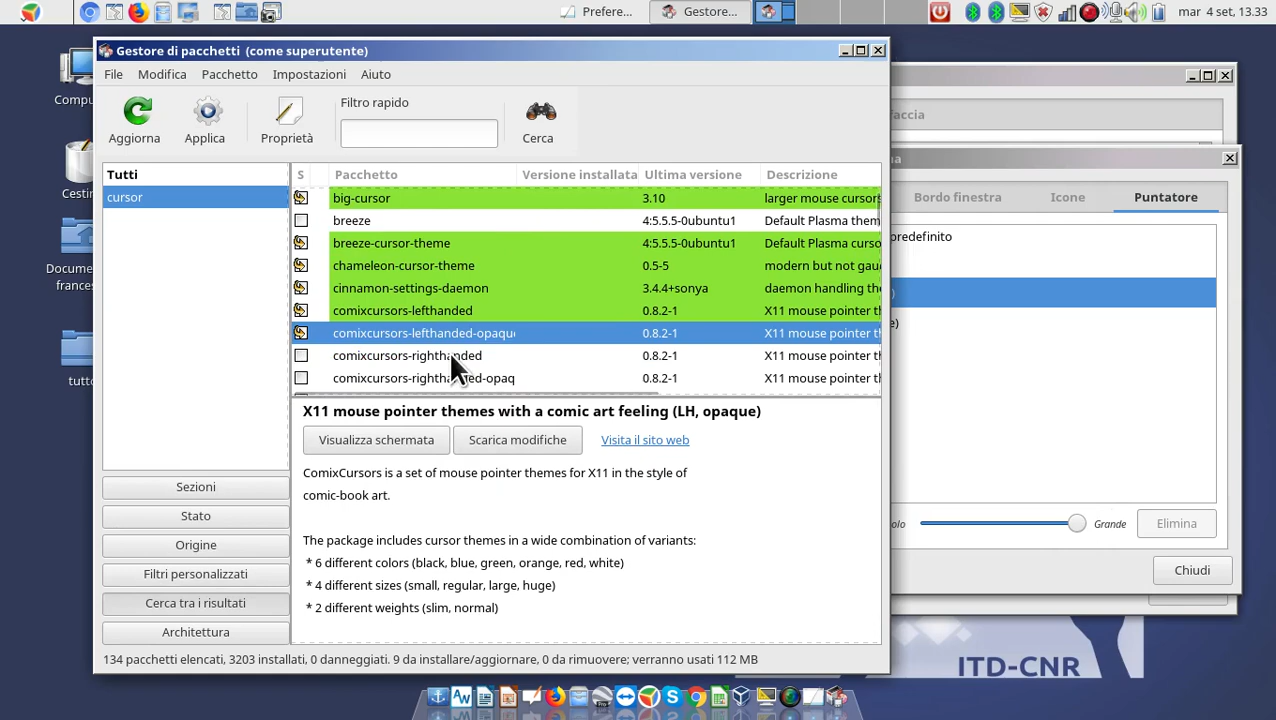 Prefere...
Gestore...
mar 4 set, 13.33
Gestore di pacchetti (come superutente)
File Modifica Pacchetto Impostazioni Aiuto
Aggiorna
Applica
Proprietà
Filtro rapido
Cerca
Tutti
cursor
S Pacchetto Versione installata Ultima versione Descrizione
big-cursor 3.10 larger mouse cursors
breeze 4:5.5.5-0ubuntu1 Default Plasma them
breeze-cursor-theme 4:5.5.5-0ubuntu1 Default Plasma curso
chameleon-cursor-theme 0.5-5 modern but not gau
cinnamon-settings-daemon 3.4.4+sonya daemon handling the
comixcursors-lefthanded 0.8.2-1 X11 mouse pointer th
comixcursors-lefthanded-opaque 0.8.2-1 X11 mouse pointer t
comixcursors-righthanded 0.8.2-1 X11 mouse pointer th
comixcursors-righthanded-opaq 0.8.2-1 X11 mouse pointer th
X11 mouse pointer themes with a comic art feeling (LH, opaque)
Visualizza schermata
Scarica modifiche
Visita il sito web
ComixCursors is a set of mouse pointer themes for X11 in the style of
comic-book art.
The package includes cursor themes in a wide combination of variants:
* 6 different colors (black, blue, green, orange, red, white)
* 4 different sizes (small, regular, large, huge)
* 2 different weights (slim, normal)
Sezioni
Stato
Origine
Filtri personalizzati
Cerca tra i risultati
Architettura
134 pacchetti elencati, 3203 installati, 0 danneggiati. 9 da installare/aggiornare, 0 da rimuovere; verranno usati 112 MB
faccia
na
Bordo finestra Icone Puntatore
predefinito
)
e)
olo Grande
Elimina
Chiudi
Compu
Cestin
Docume
frances
tutto
ITD-CNR